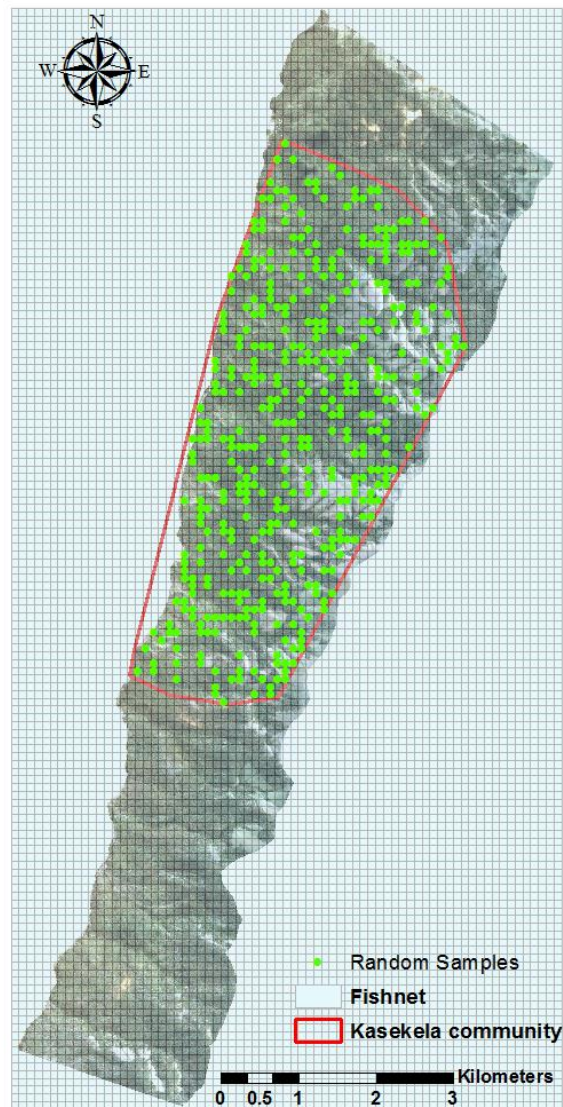 N
W E
S
Random Samples
Fishnet
Kasekela community
Kilometers
0 0.5 1 2 3